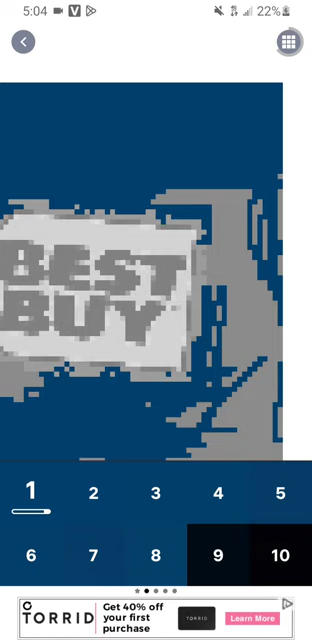 5:04
22%
BEST
BUY
1 2 3 4 5
6 7 8 9 10
TORRID
Get 40% off
your first
purchase
TORRID
Learn More